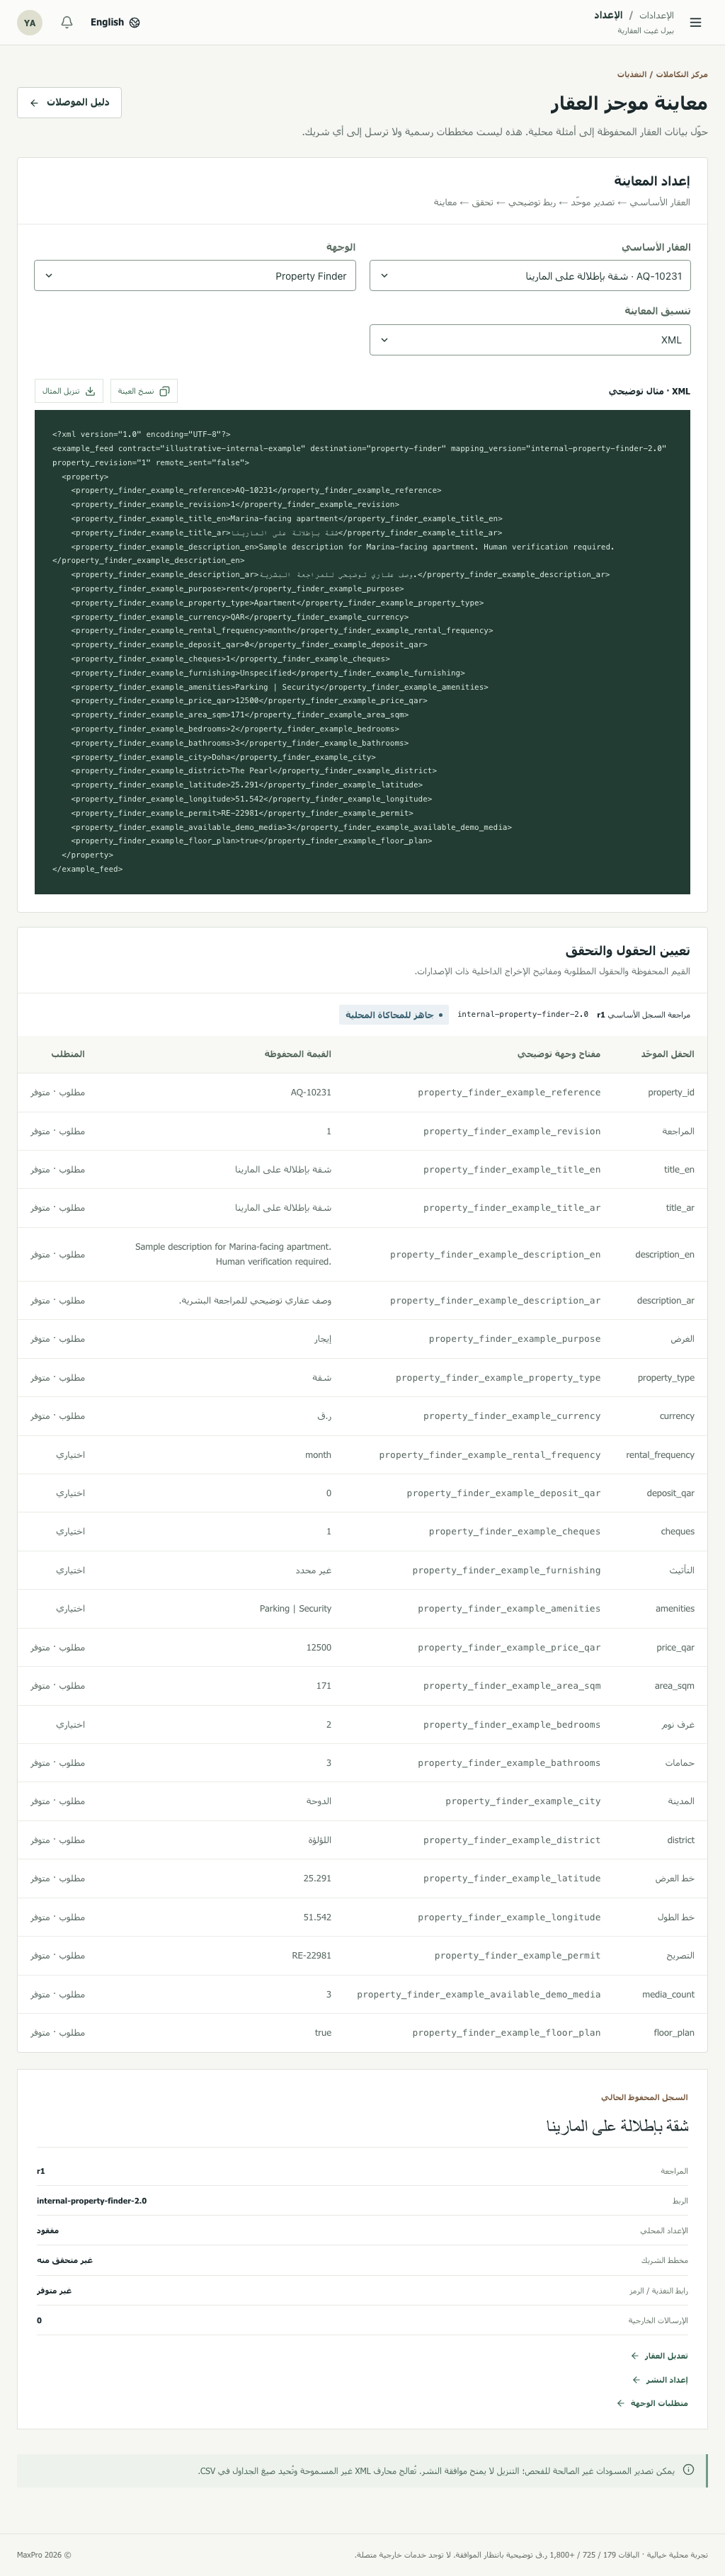 الإعدادات / الإعداد
بيرل غيت العقارية
English
YA
مركز التكاملات / التغذيات
معاينة موجز العقار
دليل الموصلات ←
حوّل بيانات العقار المحفوظة إلى أمثلة محلية. هذه ليست مخططات رسمية ولا ترسل إلى أي شريك.
إعداد المعاينة
العقار الأساسي ← تصدير موحّد ← ربط توضيحي ← تحقق ← معاينة
العقار الأساسي
الوجهة
AQ-10231 · شقة بإطلالة على المارينا
Property Finder
تنسيق المعاينة
XML
XML · مثال توضيحي
نسخ العينة
تنزيل المثال
<?xml version="1.0" encoding="UTF-8"?>
<example_feed contract="illustrative-internal-example" destination="property-finder" mapping_version="internal-property-finder-2.0"
property_revision="1" remote_sent="false">
<property>
<property_finder_example_reference>AQ-10231</property_finder_example_reference>
<property_finder_example_revision>1</property_finder_example_revision>
<property_finder_example_title_en>Marina-facing apartment</property_finder_example_title_en>
<property_finder_example_title_ar>شقة بإطلالة على المارينا</property_finder_example_title_ar>
<property_finder_example_description_en>Sample description for Marina-facing apartment. Human verification required.
</property_finder_example_description_en>
<property_finder_example_description_ar>وصف عقاري توضيحي للمراجعة البشرية.</property_finder_example_description_ar>
<property_finder_example_purpose>rent</property_finder_example_purpose>
<property_finder_example_property_type>Apartment</property_finder_example_property_type>
<property_finder_example_currency>QAR</property_finder_example_currency>
<property_finder_example_rental_frequency>month</property_finder_example_rental_frequency>
<property_finder_example_deposit_qar>0</property_finder_example_deposit_qar>
<property_finder_example_cheques>1</property_finder_example_cheques>
<property_finder_example_furnishing>Unspecified</property_finder_example_furnishing>
<property_finder_example_amenities>Parking | Security</property_finder_example_amenities>
<property_finder_example_price_qar>12500</property_finder_example_price_qar>
<property_finder_example_area_sqm>171</property_finder_example_area_sqm>
<property_finder_example_bedrooms>2</property_finder_example_bedrooms>
<property_finder_example_bathrooms>3</property_finder_example_bathrooms>
<property_finder_example_city>Doha</property_finder_example_city>
<property_finder_example_district>The Pearl</property_finder_example_district>
<property_finder_example_latitude>25.291</property_finder_example_latitude>
<property_finder_example_longitude>51.542</property_finder_example_longitude>
<property_finder_example_permit>RE-22981</property_finder_example_permit>
<property_finder_example_available_demo_media>3</property_finder_example_available_demo_media>
<property_finder_example_floor_plan>true</property_finder_example_floor_plan>
</property>
</example_feed>
تعيين الحقول والتحقق
القيم المحفوظة والحقول المطلوبة ومفاتيح الإخراج الداخلية ذات الإصدارات.
مراجعة السجل الأساسي r1 internal-property-finder-2.0 • جاهز للمحاكاة المحلية
الحقل الموحّد مفتاح وجهة توضيحي القيمة المحفوظة المتطلب
property_id property_finder_example_reference AQ-10231 مطلوب · متوفر
المراجعة property_finder_example_revision 1 مطلوب · متوفر
title_en property_finder_example_title_en شقة بإطلالة على المارينا مطلوب · متوفر
title_ar property_finder_example_title_ar شقة بإطلالة على المارينا مطلوب · متوفر
description_en property_finder_example_description_en Sample description for Marina-facing apartment. Human verification required. مطلوب · متوفر
description_ar property_finder_example_description_ar وصف عقاري توضيحي للمراجعة البشرية. مطلوب · متوفر
الغرض property_finder_example_purpose إيجار مطلوب · متوفر
property_type property_finder_example_property_type شقة مطلوب · متوفر
currency property_finder_example_currency ر.ق مطلوب · متوفر
rental_frequency property_finder_example_rental_frequency month اختياري
deposit_qar property_finder_example_deposit_qar 0 اختياري
cheques property_finder_example_cheques 1 اختياري
التأثيث property_finder_example_furnishing غير محدد اختياري
amenities property_finder_example_amenities Parking | Security اختياري
price_qar property_finder_example_price_qar 12500 مطلوب · متوفر
area_sqm property_finder_example_area_sqm 171 مطلوب · متوفر
غرف نوم property_finder_example_bedrooms 2 اختياري
حمامات property_finder_example_bathrooms 3 مطلوب · متوفر
المدينة property_finder_example_city الدوحة مطلوب · متوفر
district property_finder_example_district اللؤلؤة مطلوب · متوفر
خط العرض property_finder_example_latitude 25.291 مطلوب · متوفر
خط الطول property_finder_example_longitude 51.542 مطلوب · متوفر
التصريح property_finder_example_permit RE-22981 مطلوب · متوفر
media_count property_finder_example_available_demo_media 3 مطلوب · متوفر
floor_plan property_finder_example_floor_plan true مطلوب · متوفر
السجل المحفوظ الحالي
شقة بإطلالة على المارينا
المراجعة r1
الربط internal-property-finder-2.0
الإعداد المحلي مفقود
مخطط الشريك غير متحقق منه
رابط التغذية / الرمز غير متوفر
الإرسالات الخارجية 0
تعديل العقار ←
إعداد النشر ←
متطلبات الوجهة ←
يمكن تصدير المسودات غير الصالحة للفحص؛ التنزيل لا يمنح موافقة النشر. تُعالج محارف XML غير المسموحة وتُحيد صيغ الجداول في CSV.
تجربة محلية خيالية · الباقات 179 / 725 / +1,800 ر.ق توضيحية بانتظار الموافقة. لا توجد خدمات خارجية متصلة.
© 2026 MaxPro